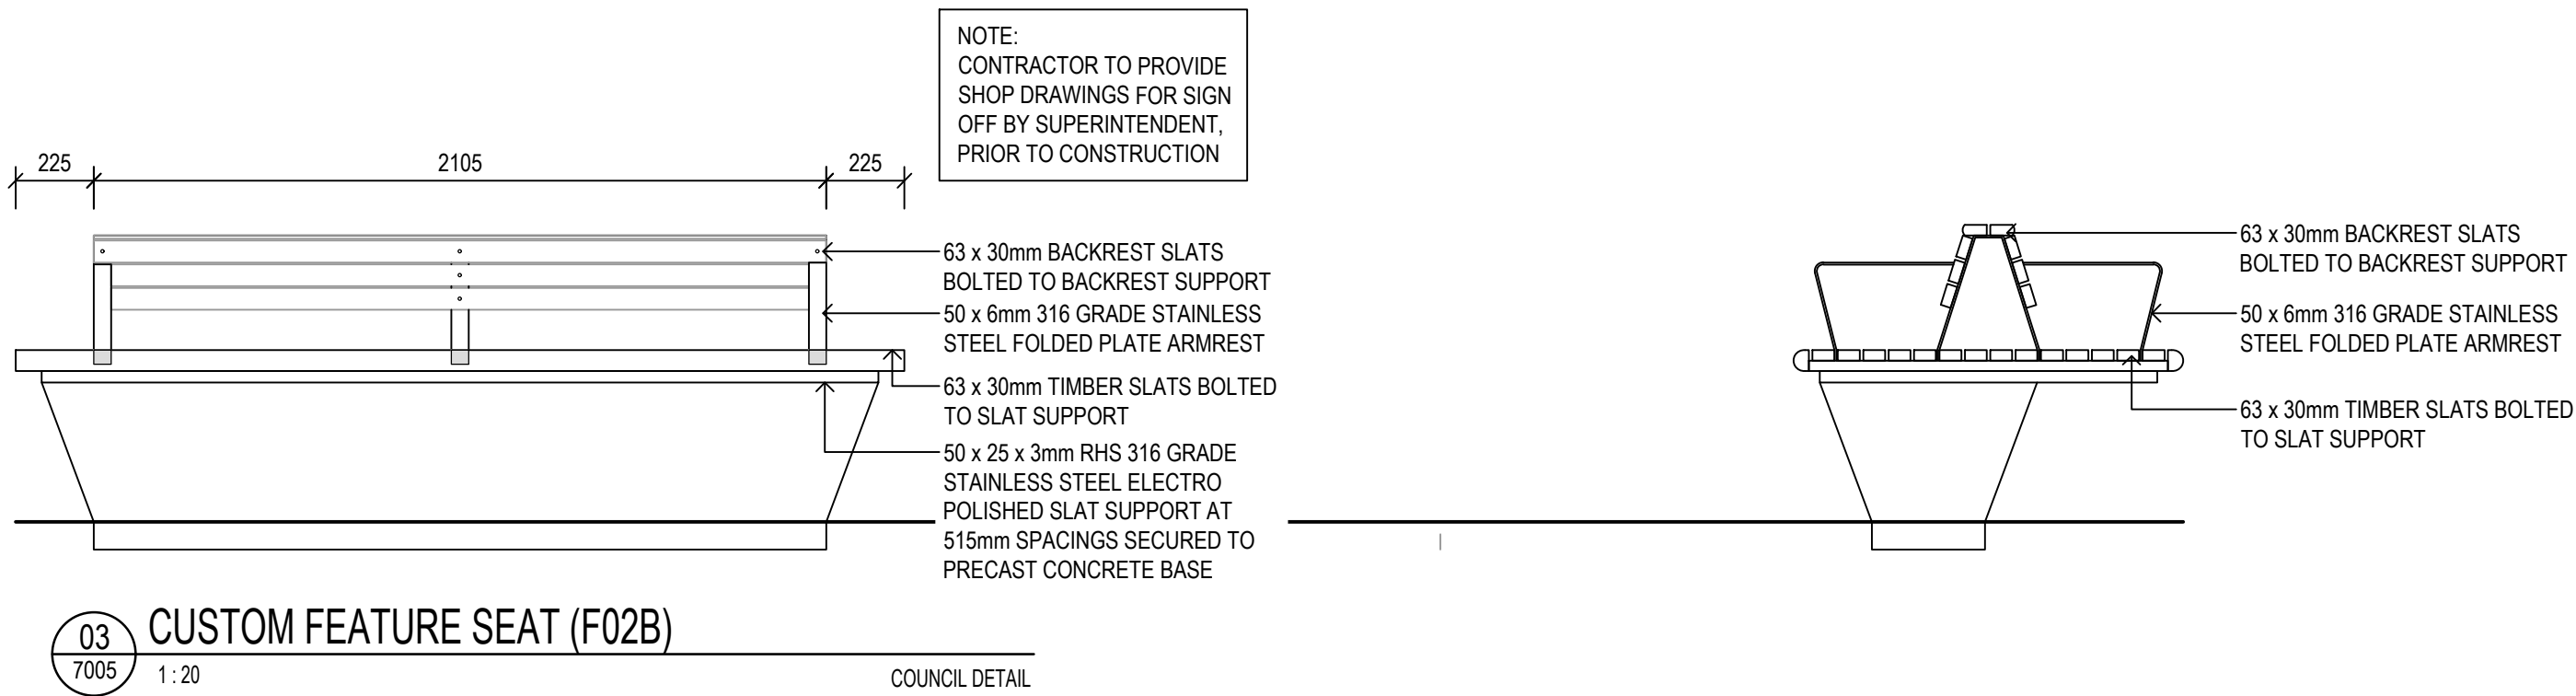 NOTE:
CONTRACTOR TO PROVIDE
SHOP DRAWINGS FOR SIGN
OFF BY SUPERINTENDENT,
PRIOR TO CONSTRUCTION
225
2105
225
63 x 30mm BACKREST SLATS
BOLTED TO BACKREST SUPPORT
50 x 6mm 316 GRADE STAINLESS
STEEL FOLDED PLATE ARMREST
63 x 30mm TIMBER SLATS BOLTED
TO SLAT SUPPORT
50 x 25 x 3mm RHS 316 GRADE
STAINLESS STEEL ELECTRO
POLISHED SLAT SUPPORT AT
515mm SPACINGS SECURED TO
PRECAST CONCRETE BASE
63 x 30mm BACKREST SLATS
BOLTED TO BACKREST SUPPORT
50 x 6mm 316 GRADE STAINLESS
STEEL FOLDED PLATE ARMREST
63 x 30mm TIMBER SLATS BOLTED
TO SLAT SUPPORT
03
7005
CUSTOM FEATURE SEAT (F02B)
1 : 20
COUNCIL DETAIL